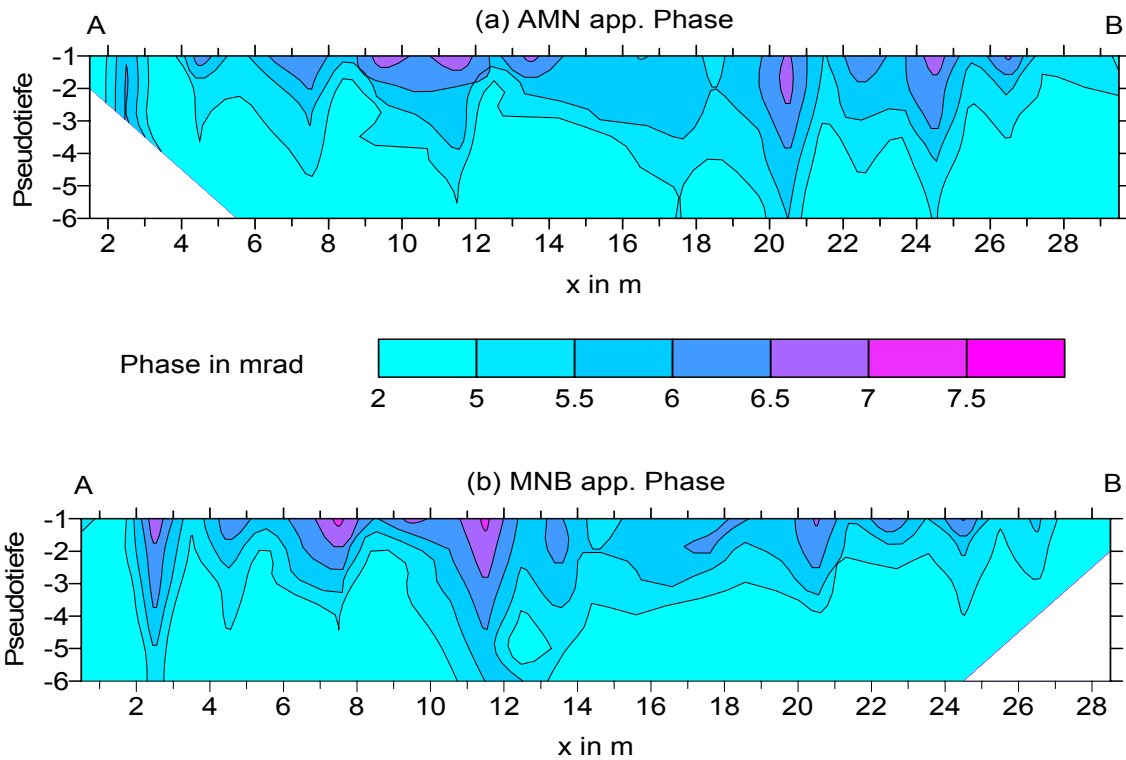 (a) AMN app. Phase
A B
-1
-2
-3
-4
-5
-6
Pseudotiefe
2 4 6 8 10 12 14 16 18 20 22 24 26 28
x in m
Phase in mrad
2 5 5.5 6 6.5 7 7.5
(b) MNB app. Phase
A B
-1
-2
-3
-4
-5
-6
Pseudotiefe
2 4 6 8 10 12 14 16 18 20 22 24 26 28
x in m